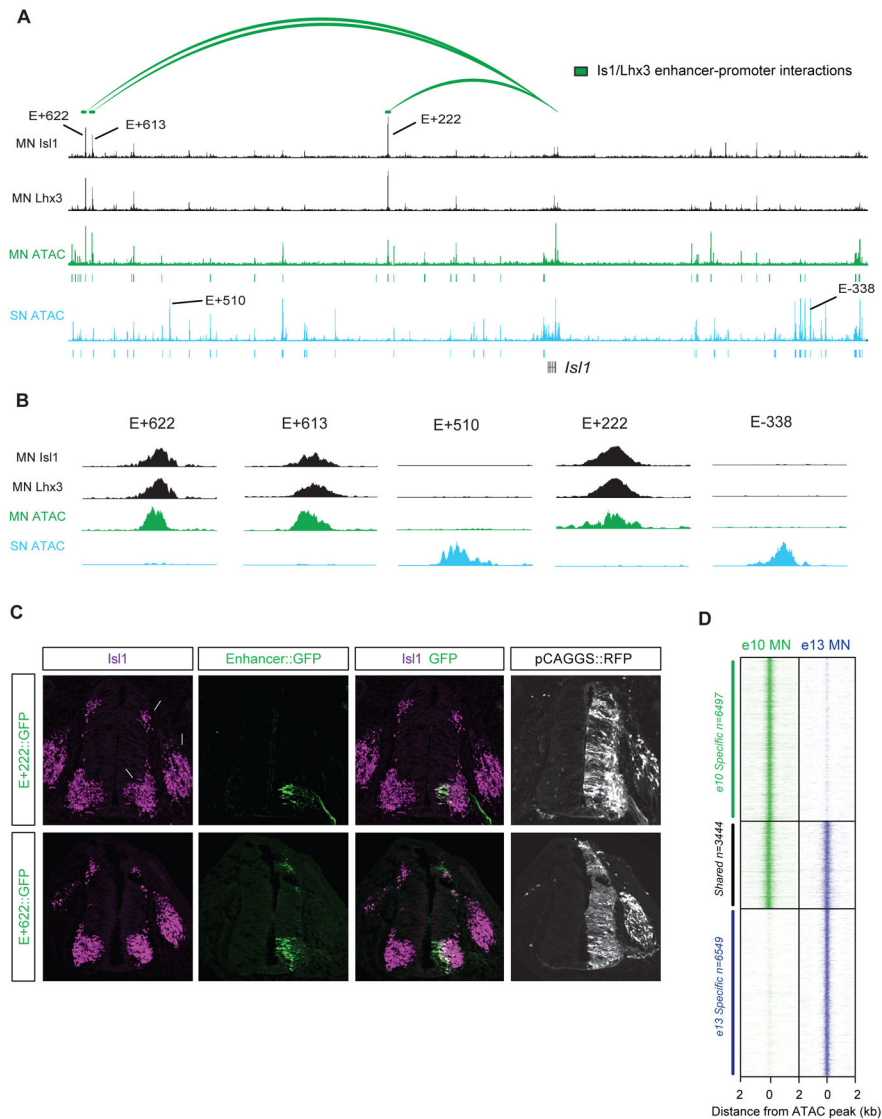 A
Is1/Lhx3 enhancer-promoter interactions
E+622
E+613
E+222
MN Isl1
MN Lhx3
MN ATAC
E+510
E-338
SN ATAC
Isl1
B
E+622 E+613 E+510 E+222 E-338
MN Isl1
MN Lhx3
MN ATAC
SN ATAC
C
Isl1 Enhancer::GFP Isl1 GFP pCAGGS::RFP
E+222::GFP
E+622::GFP
D
e10 MN e13 MN
e10 Specific n=6497
Shared n=3444
e13 Specific n=6549
2 0 2 0 2
Distance from ATAC peak (kb)